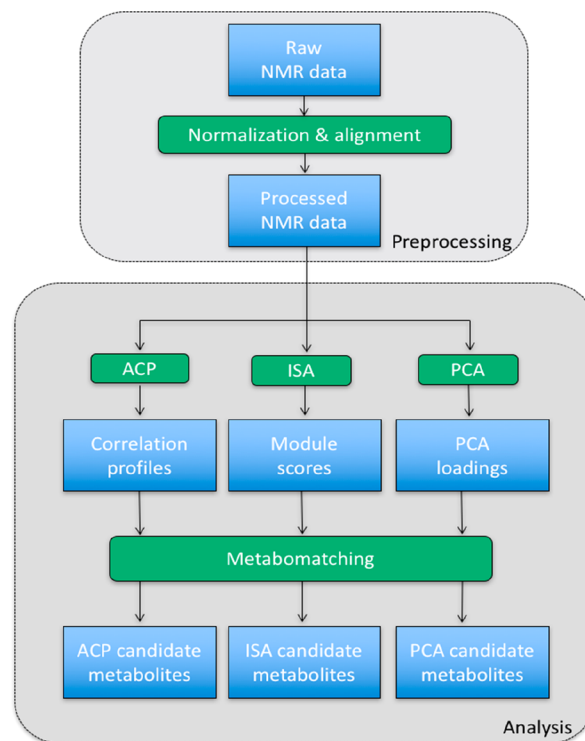 Raw
NMR data
Normalization & alignment
Processed
NMR data
Preprocessing
ACP
ISA
PCA
Correlation
profiles
Module
scores
PCA
loadings
Metabomatching
ACP candidate
metabolites
ISA candidate
metabolites
PCA candidate
metabolites
Analysis